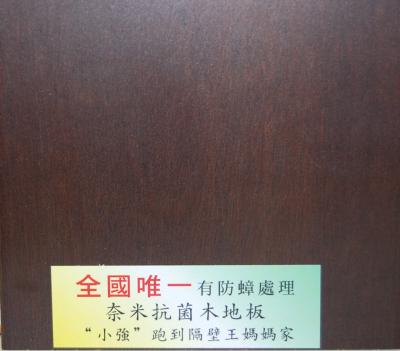 全國唯一有防蟑處理
奈米抗菌木地板
“小強”跑到隔壁王媽媽家